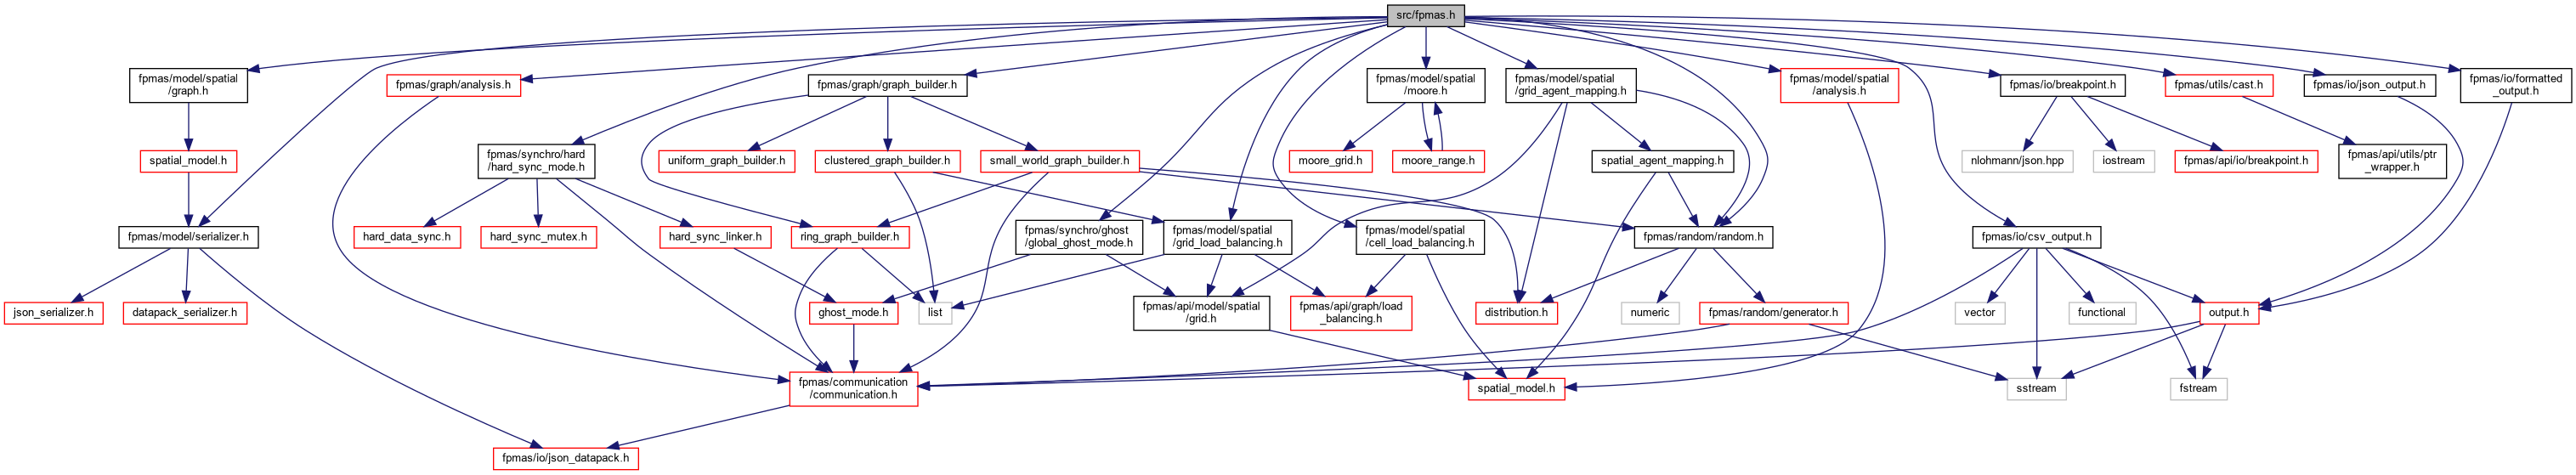 src/fpmas.h
fpmas/model/spatial
/graph.h
fpmas/graph/analysis.h
fpmas/graph/graph_builder.h
fpmas/model/spatial
/moore.h
fpmas/model/spatial
/grid_agent_mapping.h
fpmas/model/spatial
/analysis.h
fpmas/io/breakpoint.h
fpmas/utils/cast.h
fpmas/io/json_output.h
fpmas/io/formatted
_output.h
spatial_model.h
fpmas/synchro/hard
/hard_sync_mode.h
uniform_graph_builder.h
clustered_graph_builder.h
small_world_graph_builder.h
moore_grid.h
moore_range.h
spatial_agent_mapping.h
nlohmann/json.hpp
iostream
fpmas/api/io/breakpoint.h
fpmas/api/utils/ptr
_wrapper.h
fpmas/model/serializer.h
hard_data_sync.h
hard_sync_mutex.h
hard_sync_linker.h
ring_graph_builder.h
fpmas/synchro/ghost
/global_ghost_mode.h
fpmas/model/spatial
/grid_load_balancing.h
fpmas/model/spatial
/cell_load_balancing.h
fpmas/random/random.h
fpmas/io/csv_output.h
json_serializer.h
datapack_serializer.h
ghost_mode.h
list
fpmas/api/model/spatial
/grid.h
fpmas/api/graph/load
_balancing.h
distribution.h
numeric
fpmas/random/generator.h
vector
functional
output.h
fpmas/communication
/communication.h
spatial_model.h
sstream
fstream
fpmas/io/json_datapack.h